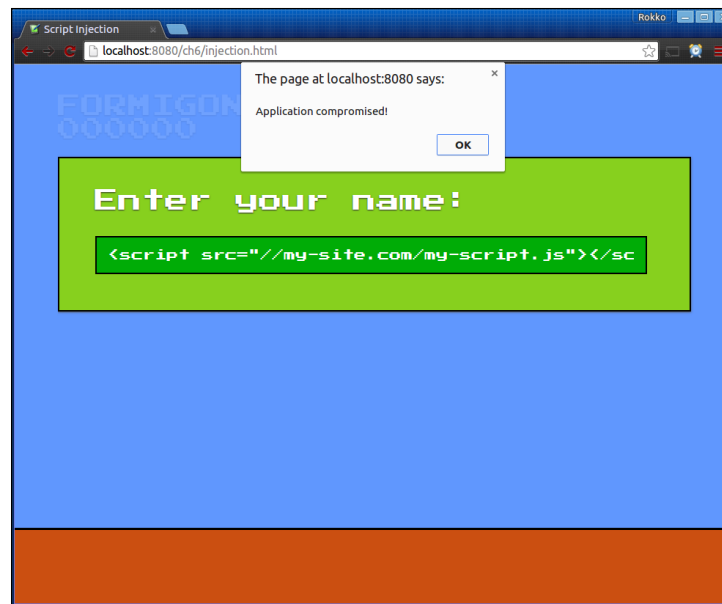 Rokko
Script Injection
localhost:8080/ch6/injection.html
The page at localhost:8080 says:
Application compromised!
OK
FORMIGON
000000
Enter your name:
<script src="//my-site.com/my-script.js"></sc